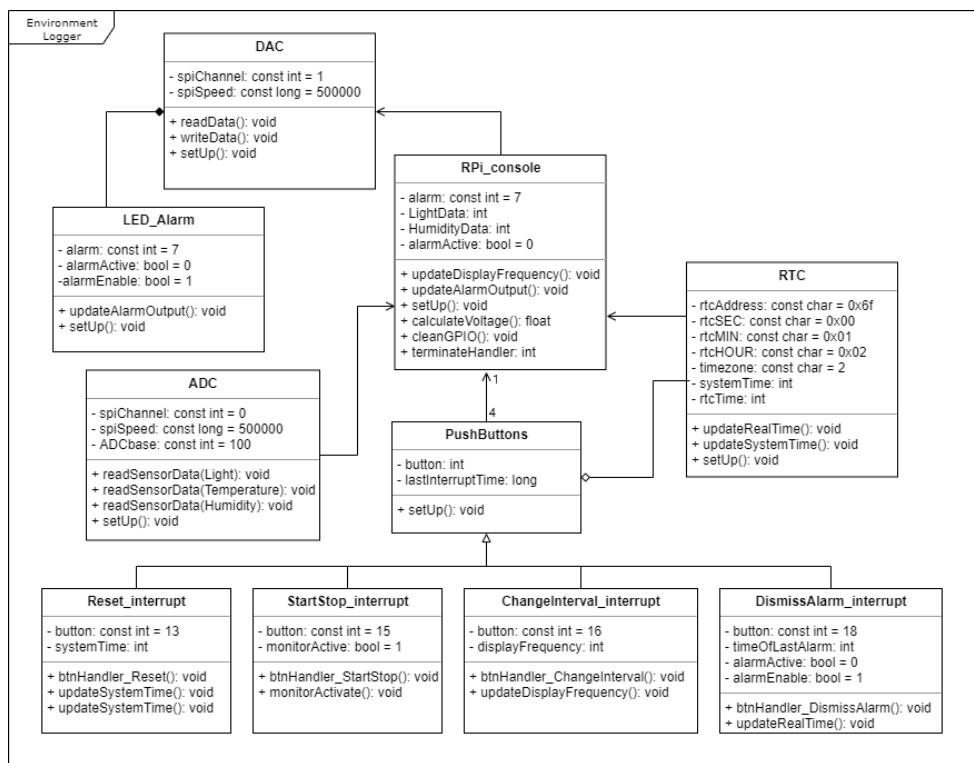 Environment
Logger
DAC
- spiChannel: const int = 1
- spiSpeed: const long = 500000
+ readData(): void
+ writeData(): void
+ setUp(): void
RPi_console
- alarm: const int = 7
- LightData: int
- HumidityData: int
- alarmActive: bool = 0
+ updateDisplayFrequency(): void
+ updateAlarmOutput(): void
+ setUp(): void
+ calculateVoltage(): float
+ cleanGPIO(): void
+ terminateHandler: int
LED_Alarm
- alarm: const int = 7
- alarmActive: bool = 0
-alarmEnable: bool = 1
+ updateAlarmOutput(): void
+ setUp(): void
RTC
- rtcAddress: const char = 0x6f
- rtcSEC: const char = 0x00
- rtcMIN: const char = 0x01
- rtcHOUR: const char = 0x02
- timezone: const char = 2
- systemTime: int
- rtcTime: int
+ updateRealTime(): void
+ updateSystemTime(): void
+ setUp(): void
ADC
- spiChannel: const int = 0
- spiSpeed: const long = 500000
- ADCbase: const int = 100
+ readSensorData(Light): void
+ readSensorData(Temperature): void
+ readSensorData(Humidity): void
+ setUp(): void
1
4
PushButtons
- button: int
- lastInterruptTime: long
+ setUp(): void
Reset_interrupt
- button: const int = 13
- systemTime: int
+ btnHandler_Reset(): void
+ updateSystemTime(): void
+ updateSystemTime(): void
StartStop_interrupt
- button: const int = 15
- monitorActive: bool = 1
+ btnHandler_StartStop(): void
+ monitorActivate(): void
ChangeInterval_interrupt
- button: const int = 16
- displayFrequency: int
+ btnHandler_ChangeInterval(): void
+ updateDisplayFrequency(): void
DismissAlarm_interrupt
- button: const int = 18
- timeOfLastAlarm: int
- alarmActive: bool = 0
- alarmEnable: bool = 1
+ btnHandler_DismissAlarm(): void
+ updateRealTime(): void